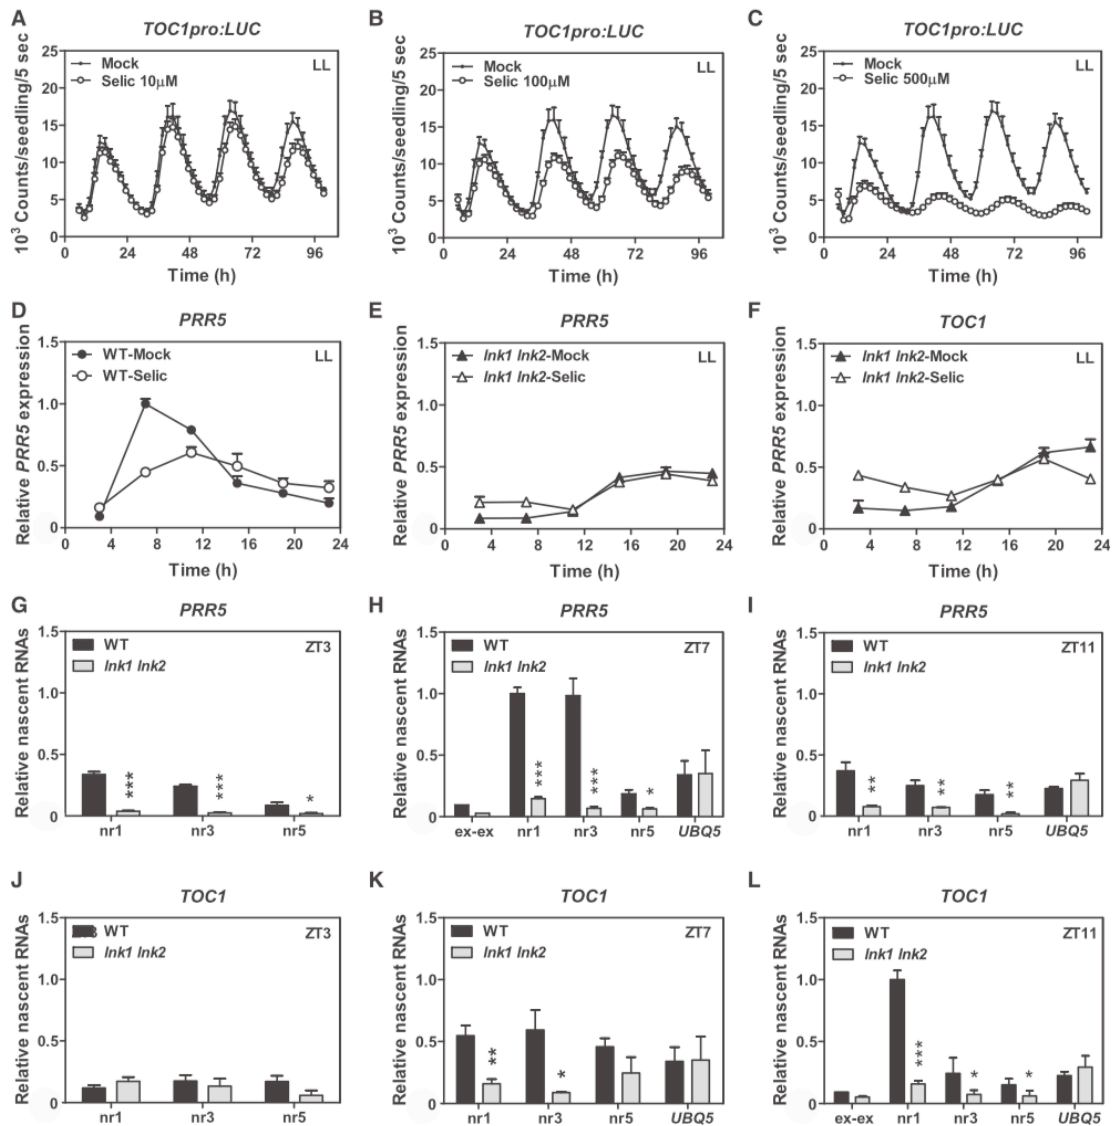 A
TOC1pro:LUC
10³ Counts/seedling/5 sec
25
20
15
10
5
0
Mock
Selic 10µM
LL
0 24 48 72 96
Time (h)
B
TOC1pro:LUC
10³ Counts/seedling/5 sec
25
20
15
10
5
0
Mock
Selic 100µM
LL
0 24 48 72 96
Time (h)
C
TOC1pro:LUC
10³ Counts/seedling/5 sec
25
20
15
10
5
0
Mock
Selic 500µM
LL
0 24 48 72 96
Time (h)
D
PRR5
Relative PRR5 expression
1.5
1.0
0.5
0
WT-Mock
WT-Selic
LL
0 4 8 12 16 20 24
Time (h)
E
PRR5
Relative PRR5 expression
1.5
1.0
0.5
0
lnk1 lnk2-Mock
lnk1 lnk2-Selic
LL
0 3 7 11 15 19 23
Time (h)
F
TOC1
Relative PRR5 expression
1.5
1.0
0.5
0
lnk1 lnk2-Mock
lnk1 lnk2-Selic
LL
0 4 8 12 16 20 24
Time (h)
G
PRR5
Relative nascent RNAs
1.5
1.0
0.5
0
WT
lnk1 lnk2
ZT3
***
***
*
nr1 nr3 nr5
H
PRR5
Relative nascent RNAs
1.5
1.0
0.5
0
WT
lnk1 lnk2
ZT7
***
***
*
ex-ex nr1 nr3 nr5 UBQ5
I
PRR5
Relative nascent RNAs
1.5
1.0
0.5
0
WT
lnk1 lnk2
ZT11
**
**
**
nr1 nr3 nr5 UBQ5
J
TOC1
Relative nascent RNAs
1.5
1.0
0.5
0
WT
lnk1 lnk2
ZT3
nr1 nr3 nr5
K
TOC1
Relative nascent RNAs
1.5
1.0
0.5
0
WT
lnk1 lnk2
ZT7
**
*
nr1 nr3 nr5 UBQ5
L
TOC1
Relative nascent RNAs
1.5
1.0
0.5
0
WT
lnk1 lnk2
ZT11
***
*
*
ex-ex nr1 nr3 nr5 UBQ5